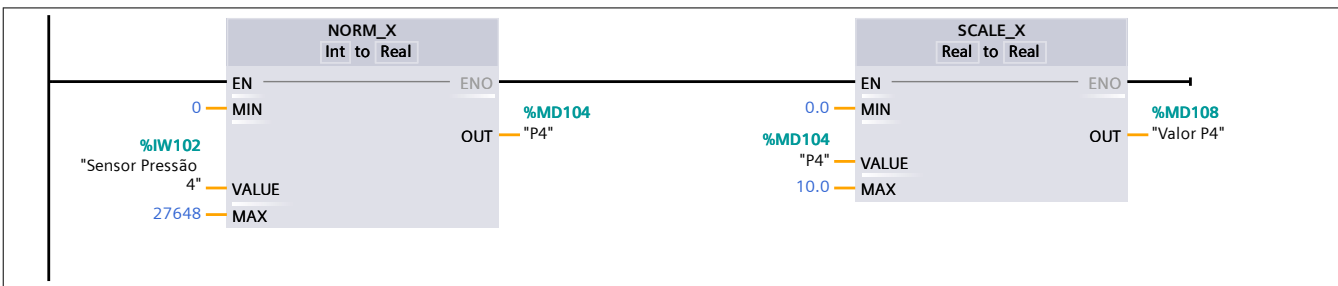 NORM_X
Int to Real
EN
ENO
0
MIN
%MD104
OUT
"P4"
%IW102
"Sensor Pressão
4"
VALUE
27648
MAX
SCALE_X
Real to Real
EN
ENO
0.0
MIN
%MD108
OUT
"Valor P4"
%MD104
"P4"
VALUE
10.0
MAX